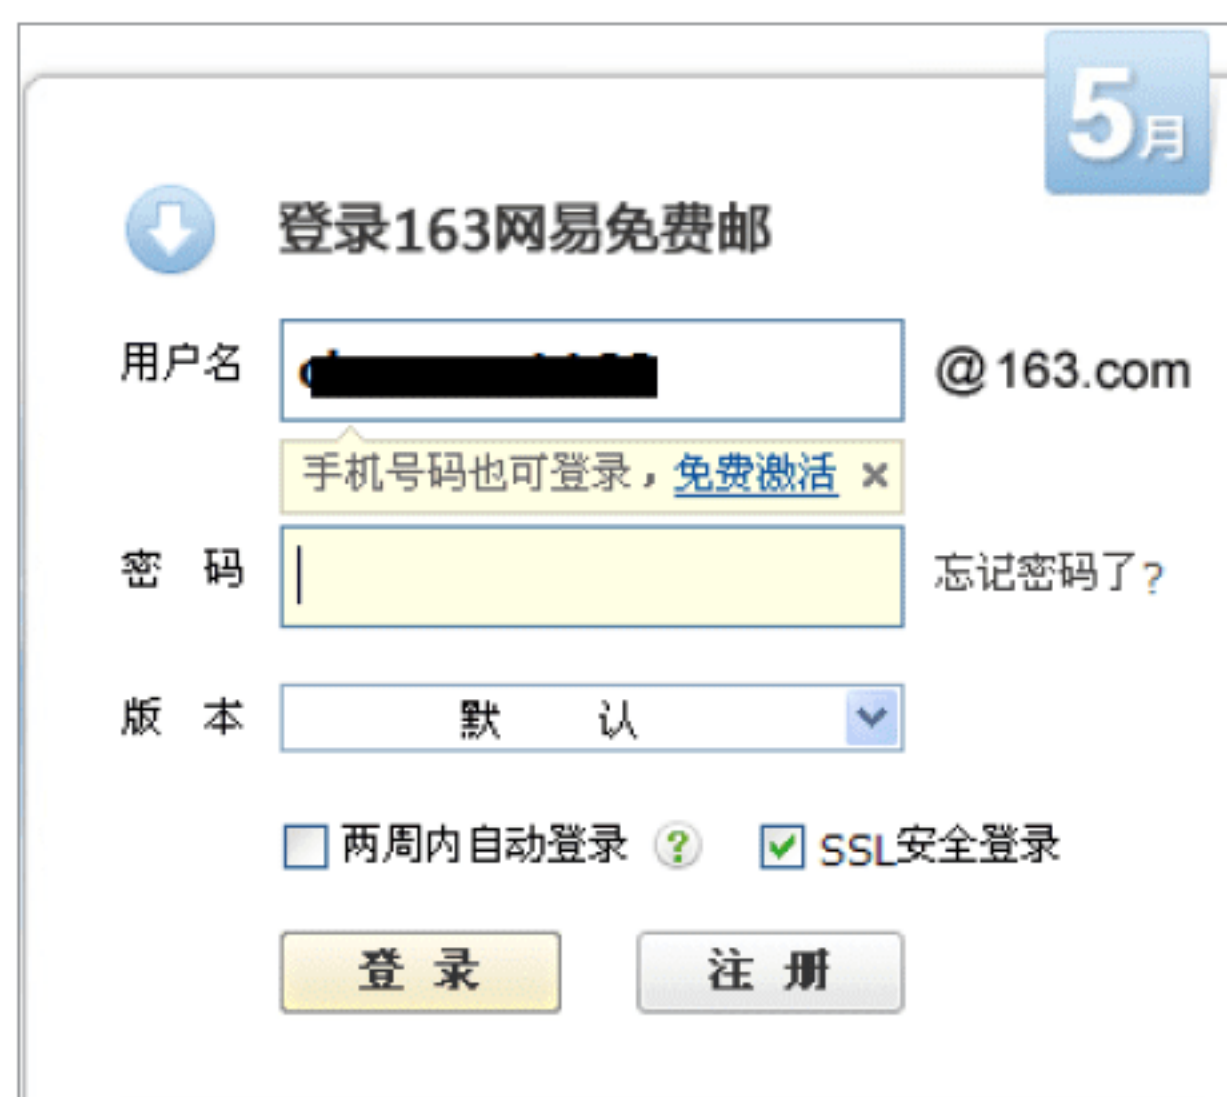 5月
登录163网易免费邮
用户名 @163.com
手机号码也可登录，免费激活 ×
密 码 忘记密码了?
版 本 默 认
两周内自动登录 ? SSL安全登录
登 录 注 册